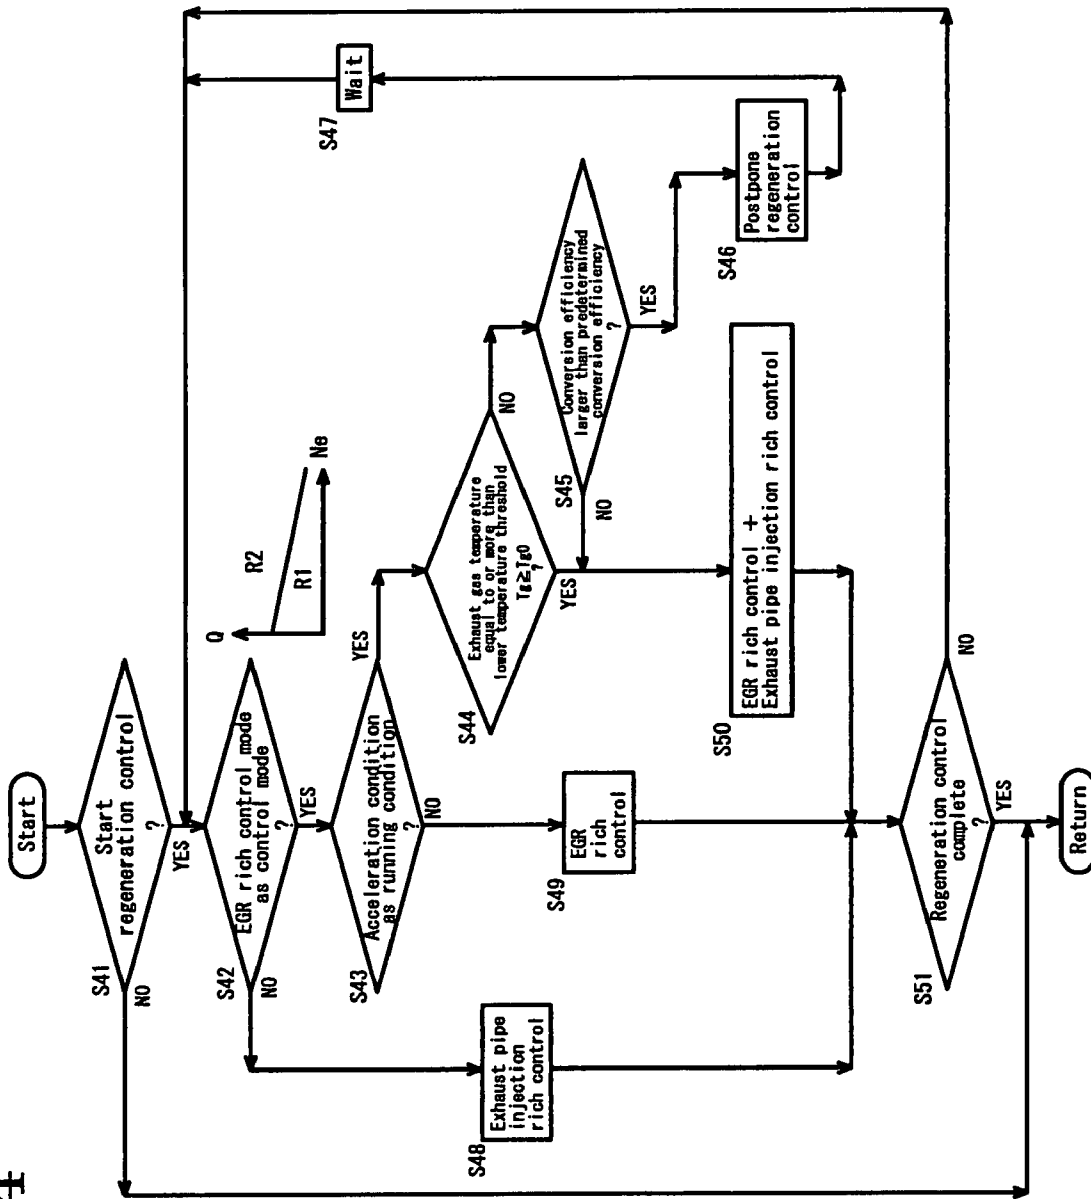 Start
S41
Start
regeneration control
?
NO
YES
S42
EGR rich control mode
as control mode
?
NO
YES
Q
R2
R1
Ne
S43
Acceleration condition
as running condition
?
YES
NO
S44
Exhaust gas temperature
equal to or more than
lower temperature threshold
Tg≧Tg0
?
NO
YES
S45
Conversion efficiency
larger than predetermined
conversion efficiency
?
NO
YES
S46
Postpone
regeneration
control
S47
Wait
S48
Exhaust pipe
injection
rich control
S49
EGR
rich
control
S50
EGR rich control +
Exhaust pipe injection rich control
S51
Regeneration control
complete
?
NO
YES
Return